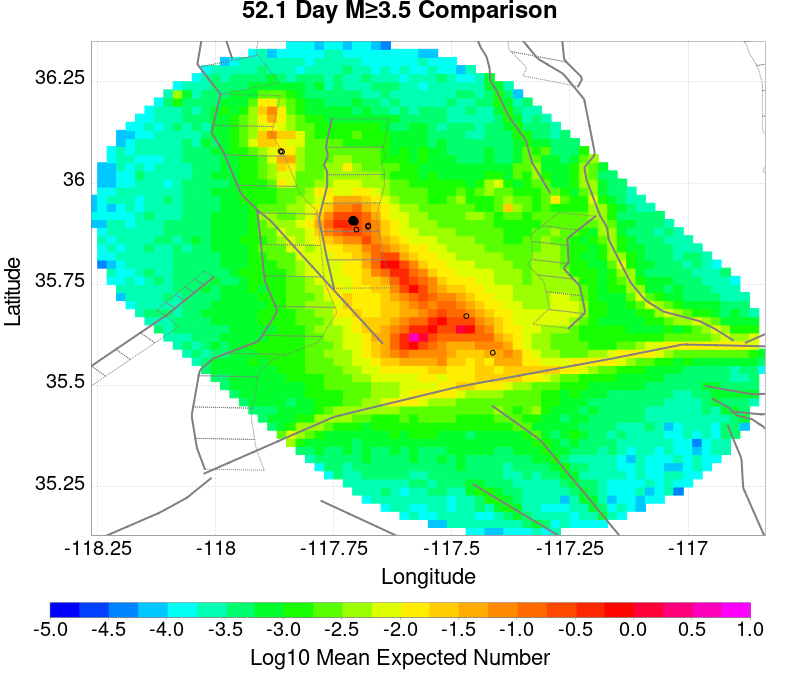 52.1 Day M≥3.5 Comparison
36.25
36
35.75
35.5
35.25
Latitude
-118.25 -118 -117.75 -117.5 -117.25 -117
Longitude
-5.0 -4.5 -4.0 -3.5 -3.0 -2.5 -2.0 -1.5 -1.0 -0.5 0.0 0.5 1.0
Log10 Mean Expected Number